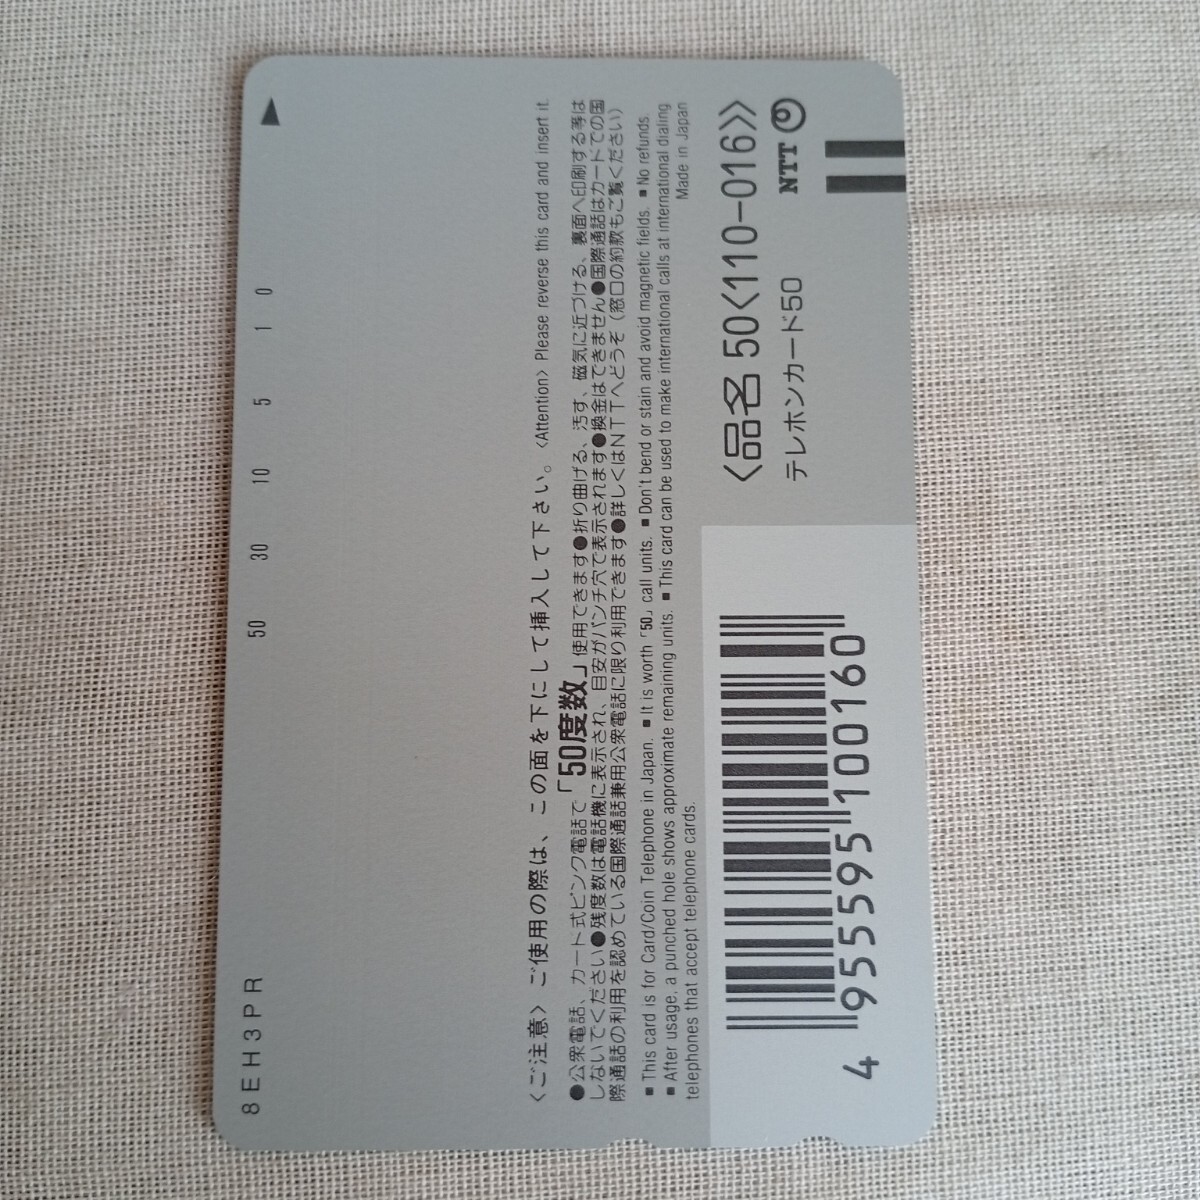 8EH3PR
50 30 10 5 1 0
〈ご注意〉ご使用の際は、この面を下にして挿入して下さい。〈Attention〉Please reverse this card and insert it.
●公衆電話、カード式ピンク電話で「50度数」使用できます●折り曲げる、汚す、磁気に近づける、裏面へ印刷する等は
しないでください●残度数は電話機に表示され、目安がパンチ穴で表示されます●換金はできません●国際通話はカードでの国
際通話の利用を認めている国際通話兼用公衆電話に限り利用できます●詳しくはNTTへどうぞ(窓口の約款もご覧ください)
■This card is for Card/Coin Telephone in Japan. ■It is worth「50」call units. ■Don't bend or stain and avoid magnetic fields. ■No refunds.
■After usage, a punched hole shows approximate remaining units. ■This card can be used to make international calls at international dialing
telephones that accept telephone cards. Made in Japan
〈品名 50〈110-016〉〉
テレホンカード50
NTT
4 955595 100160